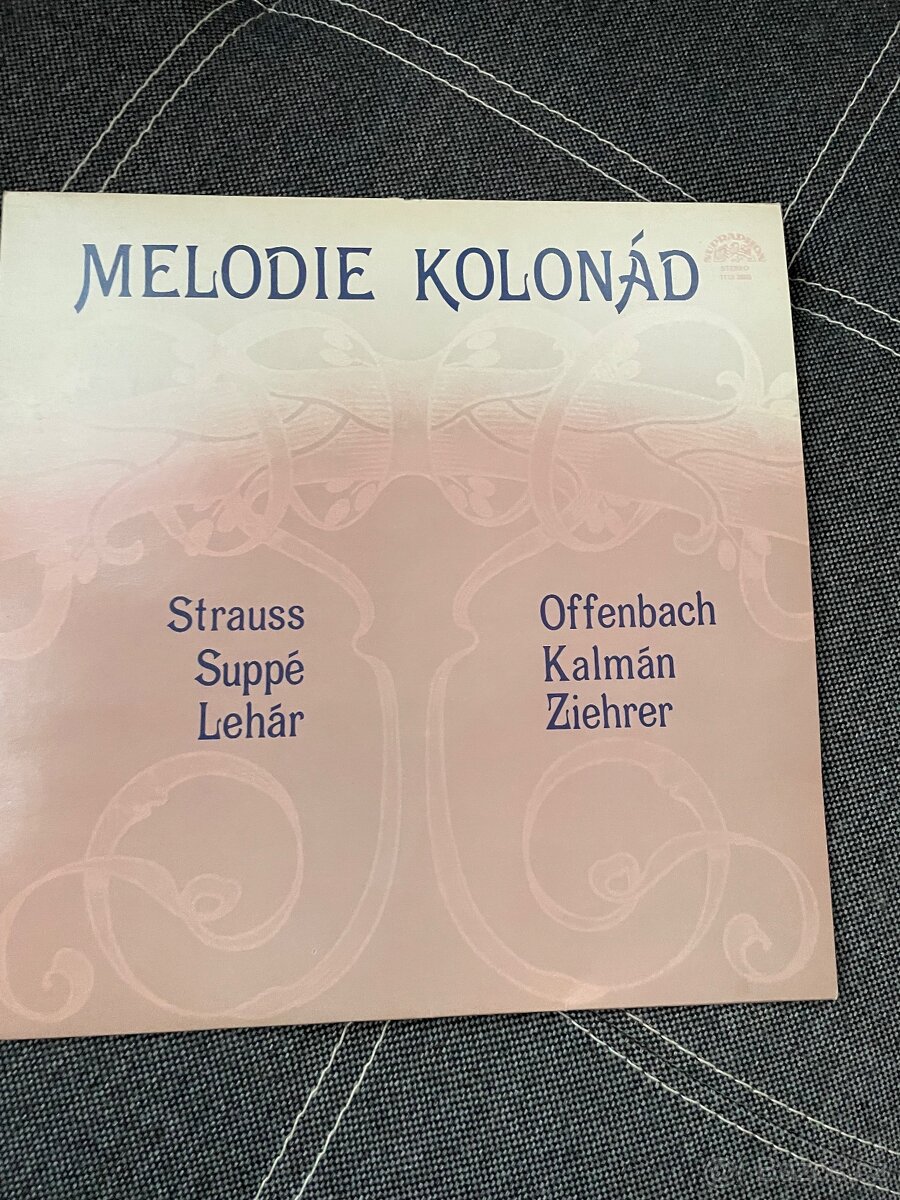 MELODIE KOLONÁD
SUPRAPHON
STEREO
Strauss
Suppé
Lehár
Offenbach
Kalmán
Ziehrer